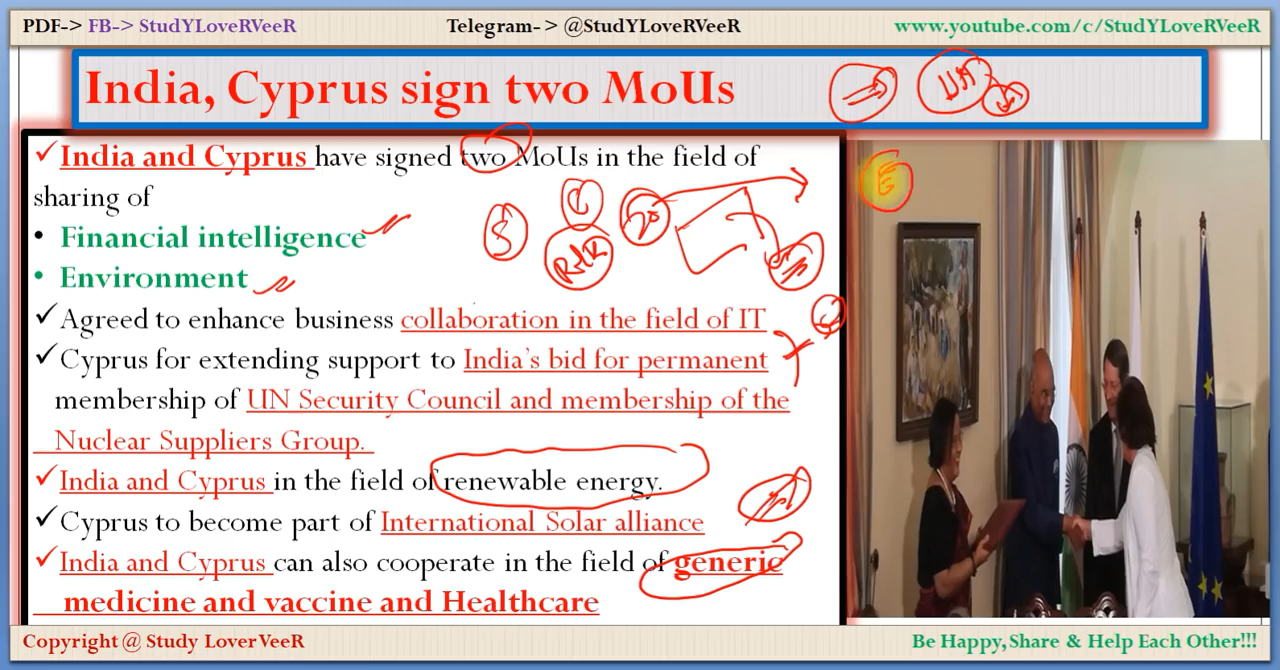 PDF-> FB-> StudYLoveRVeeR
Telegram-> @StudYLoveRVeeR
www.youtube.com/c/StudYLoveRVeeR
India, Cyprus sign two MoUs
India and Cyprus have signed two MoUs in the field of
sharing of
• Financial intelligence
• Environment
Agreed to enhance business collaboration in the field of IT
Cyprus for extending support to India's bid for permanent
membership of UN Security Council and membership of the
Nuclear Suppliers Group.
India and Cyprus in the field of renewable energy.
Cyprus to become part of International Solar alliance
India and Cyprus can also cooperate in the field of generic
medicine and vaccine and Healthcare
Copyright @ Study LoverVeeR
Be Happy,Share & Help Each Other!!!